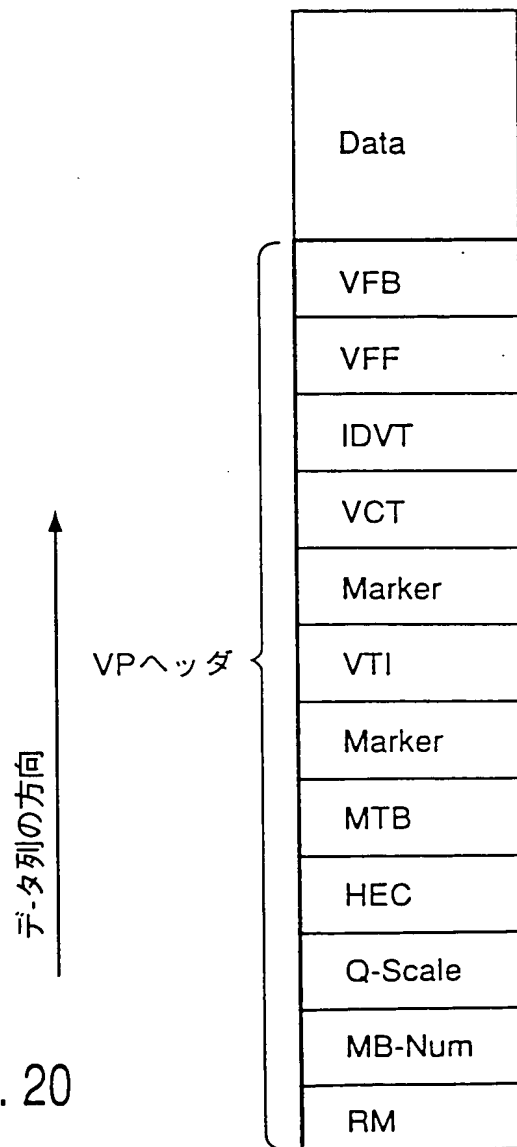 Data
VFB
VFF
IDVT
VCT
Marker
VPヘッダ
VTI
Marker
MTB
HEC
Q-Scale
MB-Num
RM
データ列の方向
. 20